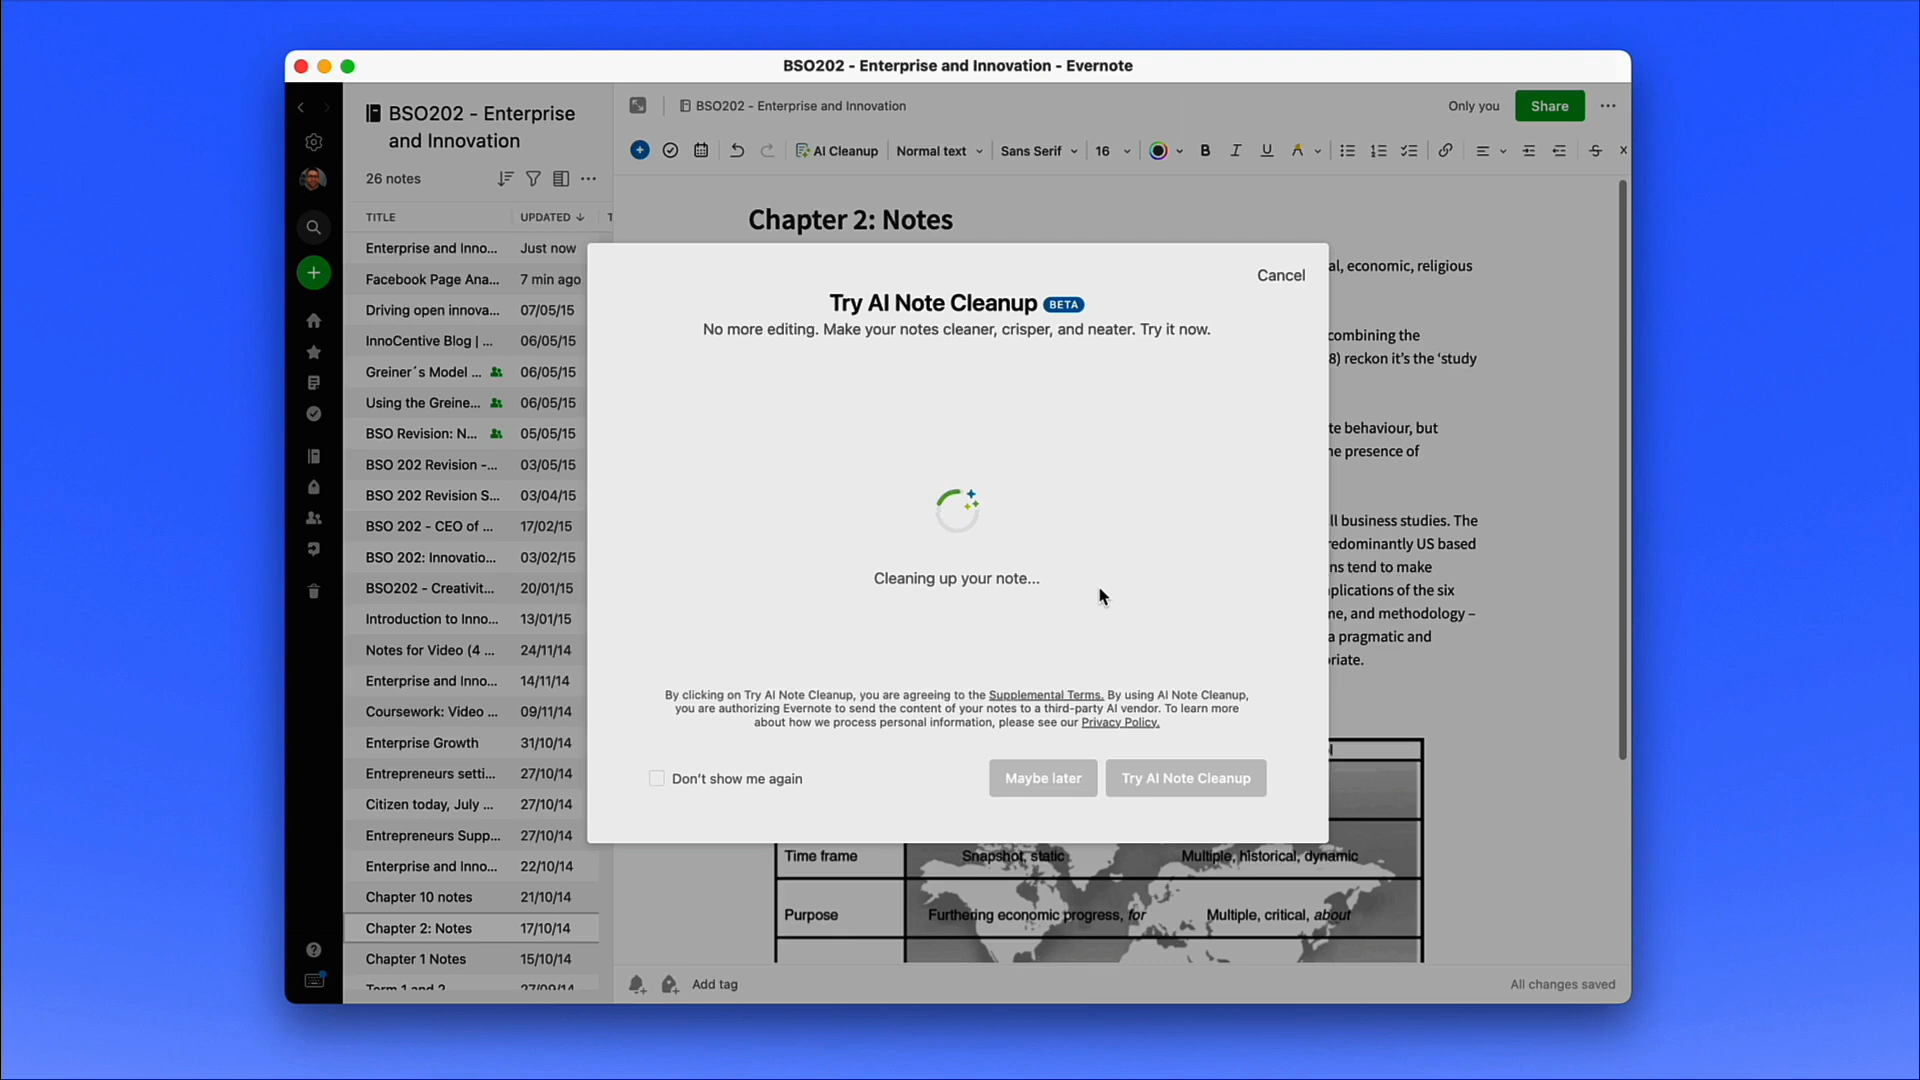 BSO202 - Enterprise and Innovation - Evernote
BSO202 - Enterprise
and Innovation
26 notes
TITLE UPDATED
Enterprise and Inno... Just now
Facebook Page Ana... 7 min ago
Driving open innova... 07/05/15
InnoCentive Blog | ... 06/05/15
Greiner´s Model ... 06/05/15
Using the Greine... 06/05/15
BSO Revision: N... 05/05/15
BSO 202 Revision -... 03/05/15
BSO 202 Revision S... 03/04/15
BSO 202 - CEO of ... 17/02/15
BSO 202: Innovatio... 03/02/15
BSO202 - Creativit... 20/01/15
Introduction to Inno... 13/01/15
Notes for Video (4 ... 24/11/14
Enterprise and Inno... 14/11/14
Coursework: Video ... 09/11/14
Enterprise Growth 31/10/14
Entrepreneurs setti... 27/10/14
Citizen today, July ... 27/10/14
Entrepreneurs Supp... 27/10/14
Enterprise and Inno... 22/10/14
Chapter 10 notes 21/10/14
Chapter 2: Notes 17/10/14
Chapter 1 Notes 15/10/14
Term 1 and 2 27/09/14
BSO202 - Enterprise and Innovation
Only you
Share
AI Cleanup Normal text Sans Serif 16 B I U A
Chapter 2: Notes
al, economic, religious
combining the
8) reckon it's the 'study
te behaviour, but
he presence of
ll business studies. The
redominantly US based
ns tend to make
plications of the six
me, and methodology –
a pragmatic and
riate.
Cancel
Try AI Note Cleanup BETA
No more editing. Make your notes cleaner, crisper, and neater. Try it now.
Cleaning up your note...
By clicking on Try AI Note Cleanup, you are agreeing to the Supplemental Terms. By using AI Note Cleanup,
you are authorizing Evernote to send the content of your notes to a third-party AI vendor. To learn more
about how we process personal information, please see our Privacy Policy.
Don't show me again
Maybe later
Try AI Note Cleanup
Time frame Snapshot, static Multiple, historical, dynamic
Purpose Furthering economic progress, for Multiple, critical, about
Add tag
All changes saved